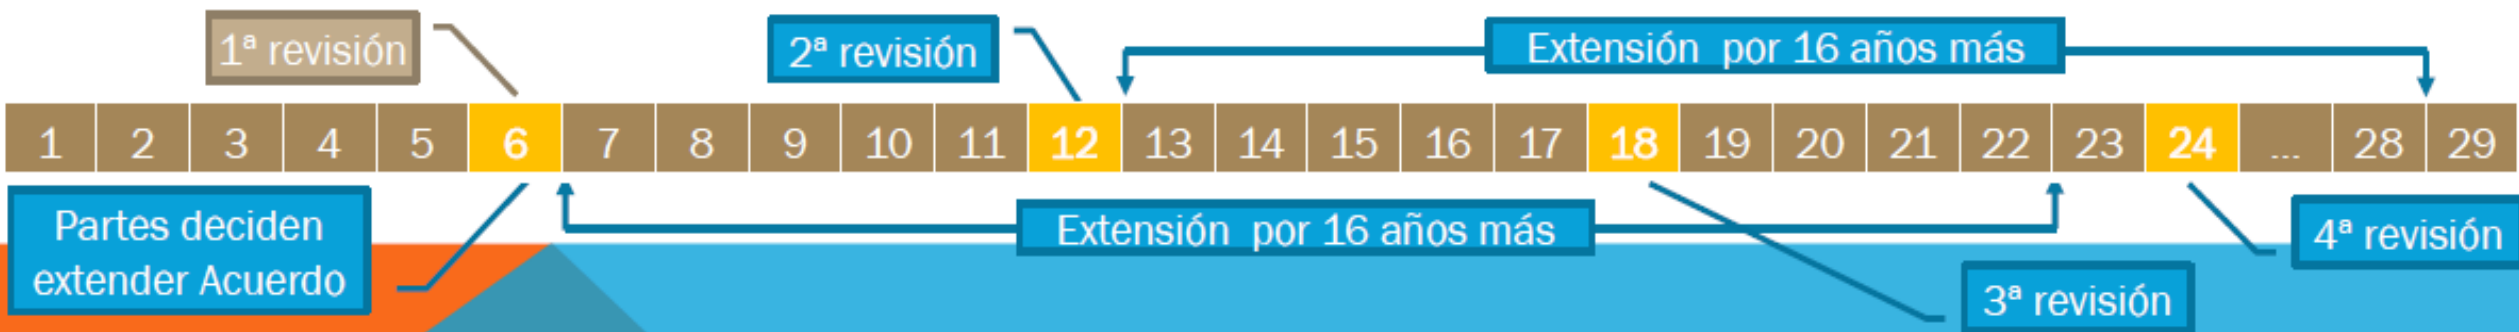 1ª revisión
2ª revisión
Extensión por 16 años más
1 2 3 4 5 6 7 8 9 10 11 12 13 14 15 16 17 18 19 20 21 22 23 24 ... 28 29
Partes deciden
extender Acuerdo
Extensión por 16 años más
4ª revisión
3ª revisión